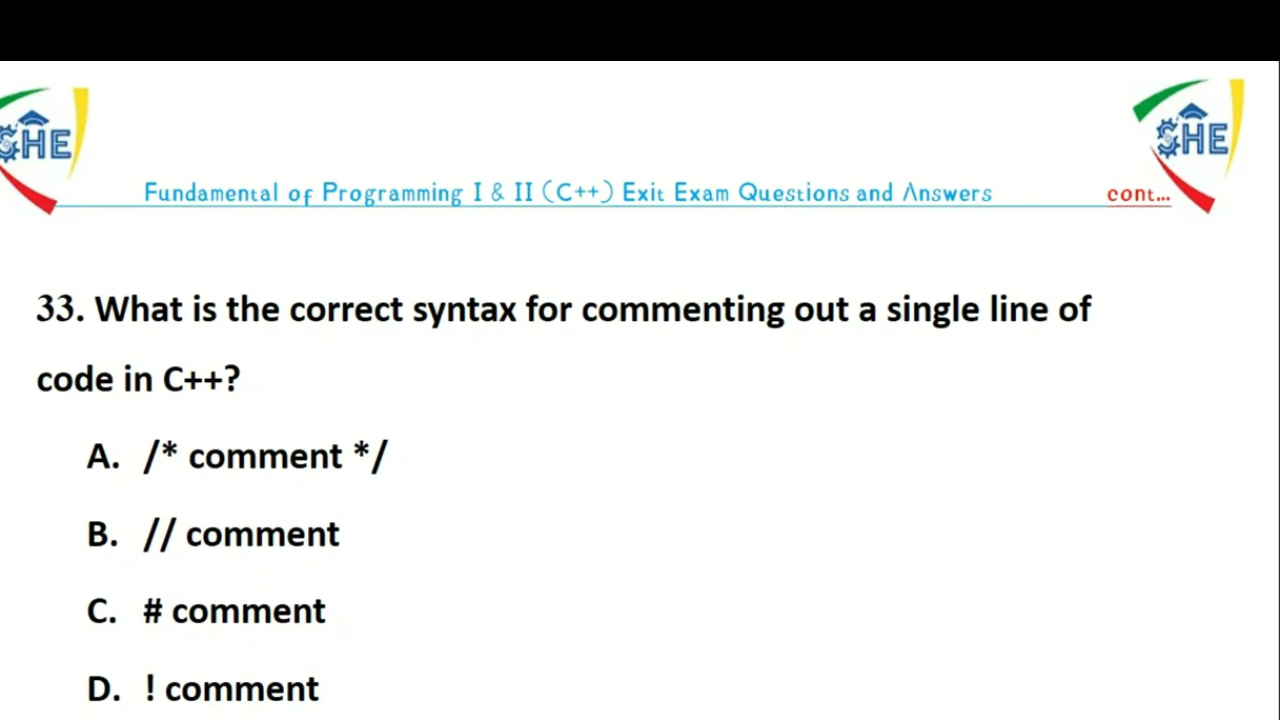 SHE
SHE
Fundamental of Programming I & II (C++) Exit Exam Questions and Answers cont...
33. What is the correct syntax for commenting out a single line of
code in C++?
A. /* comment */
B. // comment
C. # comment
D. ! comment